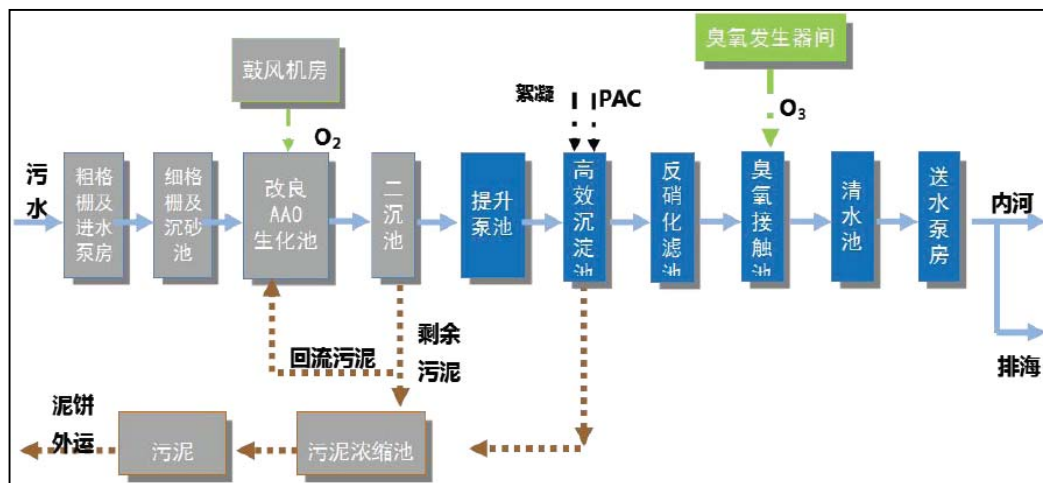 臭氧发生器间
鼓风机房
絮凝
PAC
O₃
O₂
污
水
粗格
栅及
进水
泵房
细格
栅及
沉砂
池
改良
AAO
生化池
二
沉
池
提升
泵池
高
效
沉
淀
池
反
硝
化
滤
池
臭
氧
接
触
池
清
水
池
送
水
泵
房
内河
排海
回流污泥
剩余
污泥
泥饼
外运
污泥
污泥浓缩池